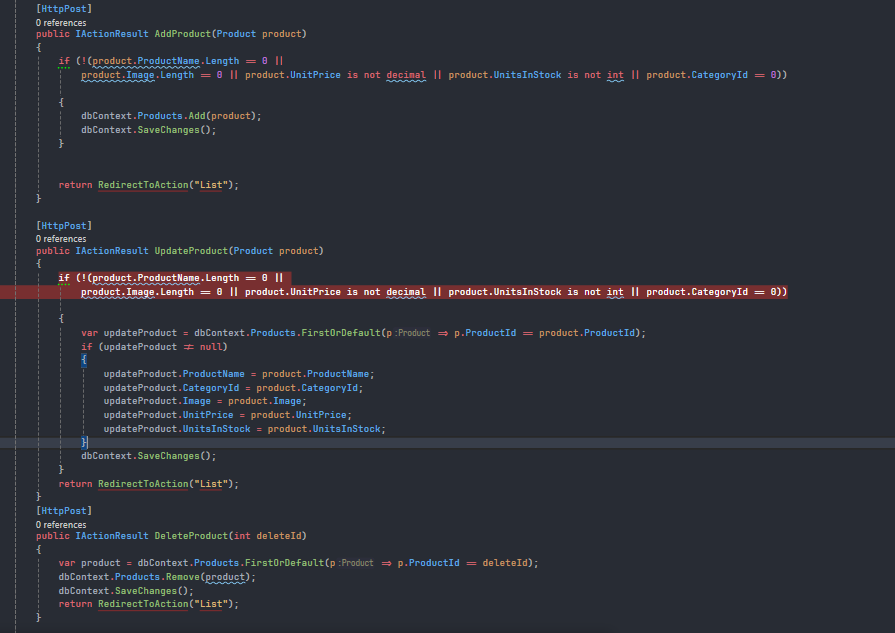 [HttpPost]
0 references
public IActionResult AddProduct(Product product)
{
if (!(product.ProductName.Length == 0 ||
product.Image.Length == 0 || product.UnitPrice is not decimal || product.UnitsInStock is not int || product.CategoryId == 0))
{
dbContext.Products.Add(product);
dbContext.SaveChanges();
}
return RedirectToAction("List");
}
[HttpPost]
0 references
public IActionResult UpdateProduct(Product product)
{
if (!(product.ProductName.Length == 0 ||
product.Image.Length == 0 || product.UnitPrice is not decimal || product.UnitsInStock is not int || product.CategoryId == 0))
{
var updateProduct = dbContext.Products.FirstOrDefault(p :Product => p.ProductId == product.ProductId);
if (updateProduct != null)
{
updateProduct.ProductName = product.ProductName;
updateProduct.CategoryId = product.CategoryId;
updateProduct.Image = product.Image;
updateProduct.UnitPrice = product.UnitPrice;
updateProduct.UnitsInStock = product.UnitsInStock;
}
dbContext.SaveChanges();
}
return RedirectToAction("List");
}
[HttpPost]
0 references
public IActionResult DeleteProduct(int deleteId)
{
var product = dbContext.Products.FirstOrDefault(p :Product => p.ProductId == deleteId);
dbContext.Products.Remove(product);
dbContext.SaveChanges();
return RedirectToAction("List");
}